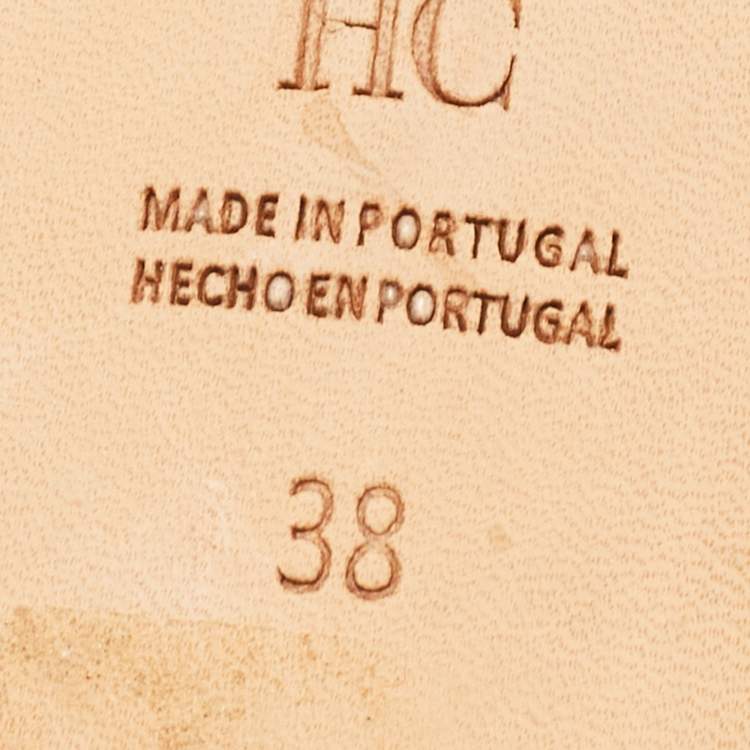 HC
MADE IN PORTUGAL
HECHO EN PORTUGAL
38